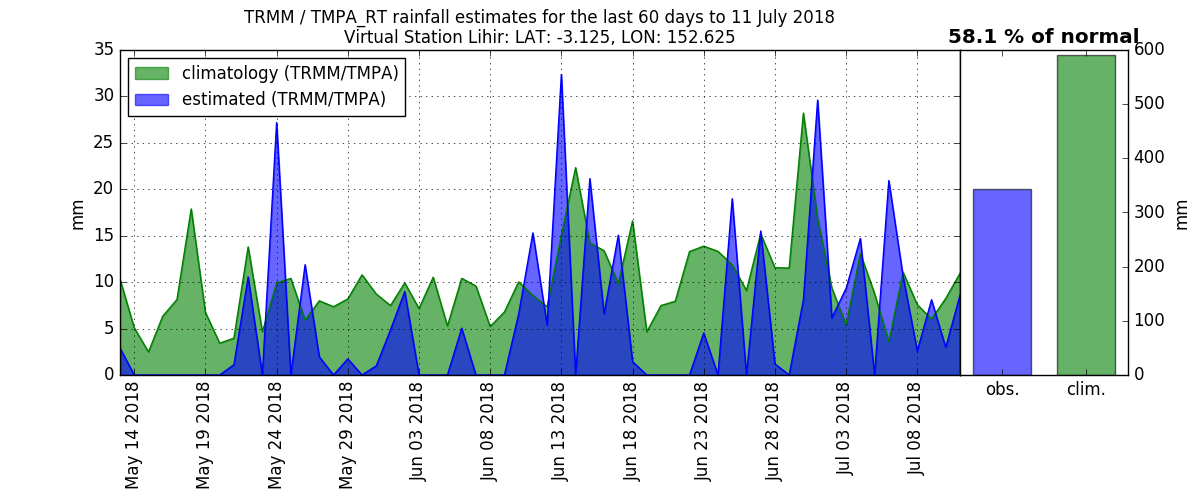 TRMM / TMPA_RT rainfall estimates for the last 60 days to 11 July 2018
Virtual Station Lihir: LAT: -3.125, LON: 152.625
58.1 % of normal
climatology (TRMM/TMPA)
estimated (TRMM/TMPA)
35
30
25
20
15
10
5
0
mm
May 14 2018
May 19 2018
May 24 2018
May 29 2018
Jun 03 2018
Jun 08 2018
Jun 13 2018
Jun 18 2018
Jun 23 2018
Jun 28 2018
Jul 03 2018
Jul 08 2018
obs.
clim.
600
500
400
300
200
100
0
mm